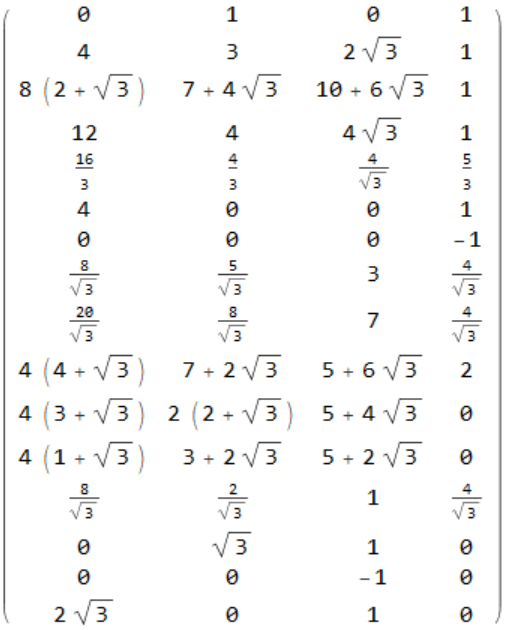 0 1 0 1
4 3 2√3 1
8 (2 + √3) 7 + 4√3 10 + 6√3 1
12 4 4√3 1
16/3 4/3 4/√3 5/3
4 0 0 1
0 0 0 -1
8/√3 5/√3 3 4/√3
20/√3 8/√3 7 4/√3
4 (4 + √3) 7 + 2√3 5 + 6√3 2
4 (3 + √3) 2 (2 + √3) 5 + 4√3 0
4 (1 + √3) 3 + 2√3 5 + 2√3 0
8/√3 2/√3 1 4/√3
0 √3 1 0
0 0 -1 0
2√3 0 1 0